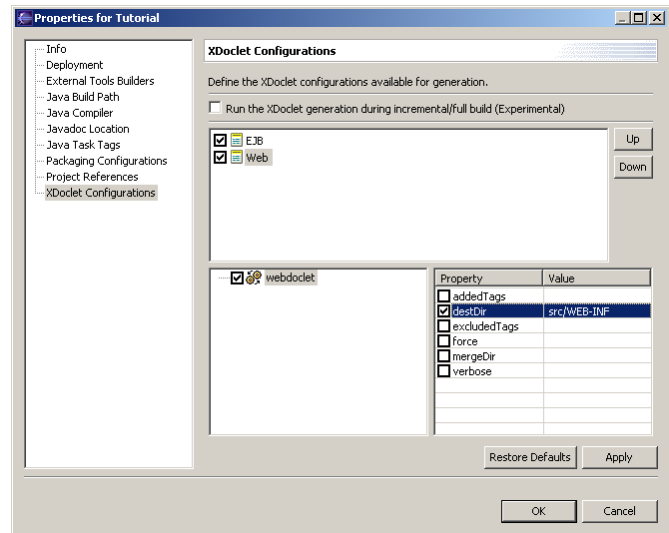 Properties for Tutorial
Info
Deployment
External Tools Builders
Java Build Path
Java Compiler
Javadoc Location
Java Task Tags
Packaging Configurations
Project References
XDoclet Configurations
XDoclet Configurations
Define the XDoclet configurations available for generation.
Run the XDoclet generation during incremental/full build (Experimental)
EJB
Web
Up
Down
webdoclet
Property Value
addedTags
destDir src/WEB-INF
excludedTags
force
mergeDir
verbose
Restore Defaults Apply
OK Cancel